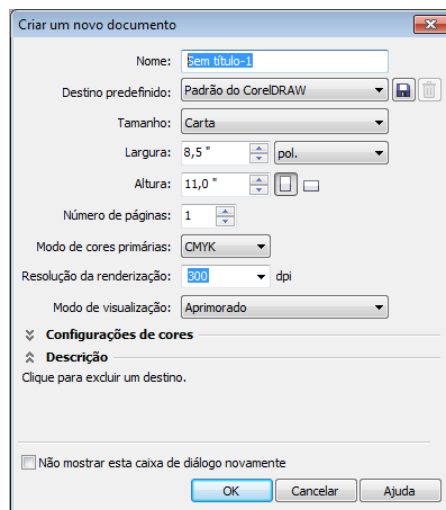 Criar um novo documento
Nome: Sem título-1
Destino predefinido: Padrão do CorelDRAW
Tamanho: Carta
Largura: 8,5 " pol.
Altura: 11,0 "
Número de páginas: 1
Modo de cores primárias: CMYK
Resolução da renderização: 300 dpi
Modo de visualização: Aprimorado
Configurações de cores
Descrição
Clique para excluir um destino.
Não mostrar esta caixa de diálogo novamente
OK Cancelar Ajuda